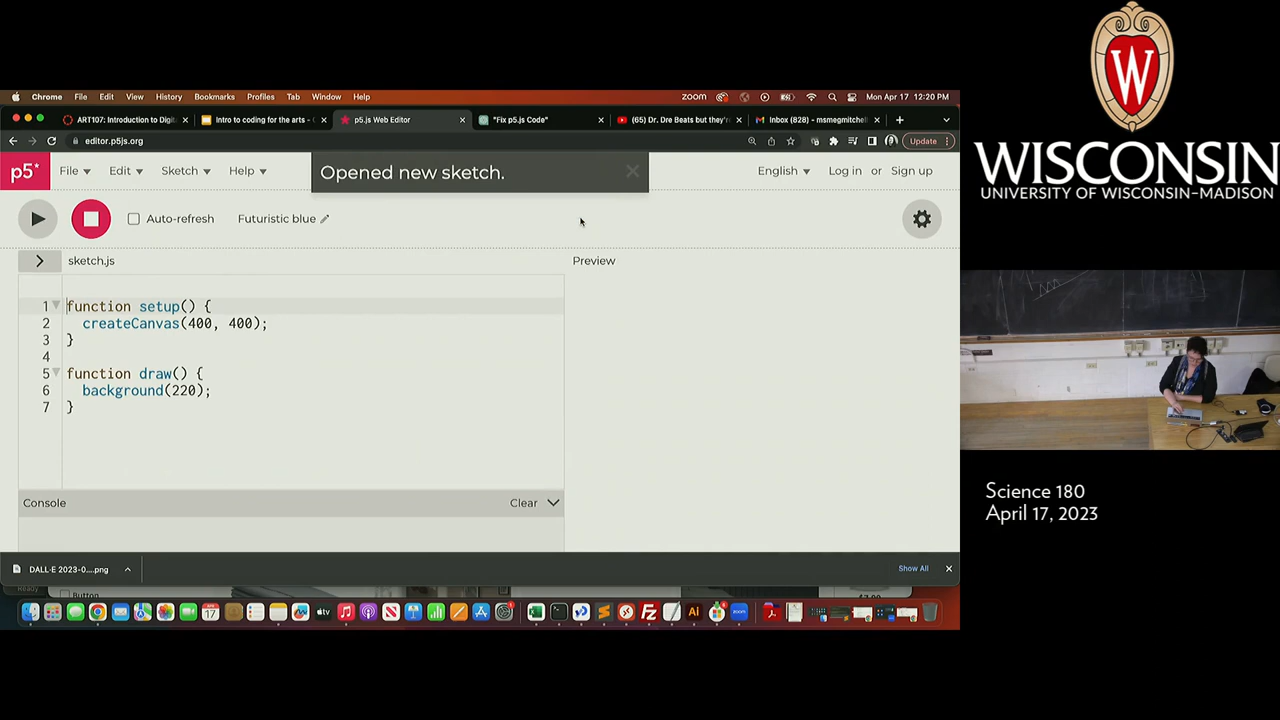 Chrome File Edit View History Bookmarks Profiles Tab Window Help zoom Mon Apr 17 12:20 PM
ART107: Introduction to Digit
Intro to coding for the arts -
p5.js Web Editor
"Fix p5.js Code"
(65) Dr. Dre Beats but they're
Inbox (828) - msmegmitchell
editor.p5js.org
Update
p5* File Edit Sketch Help
Opened new sketch.
English Log in or Sign up
Auto-refresh Futuristic blue
sketch.js
Preview
1 function setup() {
2 createCanvas(400, 400);
3 }
4
5 function draw() {
6 background(220);
7 }
Console
Clear
DALL·E 2023-0....png
Show All
Button
W
WISCONSIN
UNIVERSITY OF WISCONSIN–MADISON
Science 180
April 17, 2023